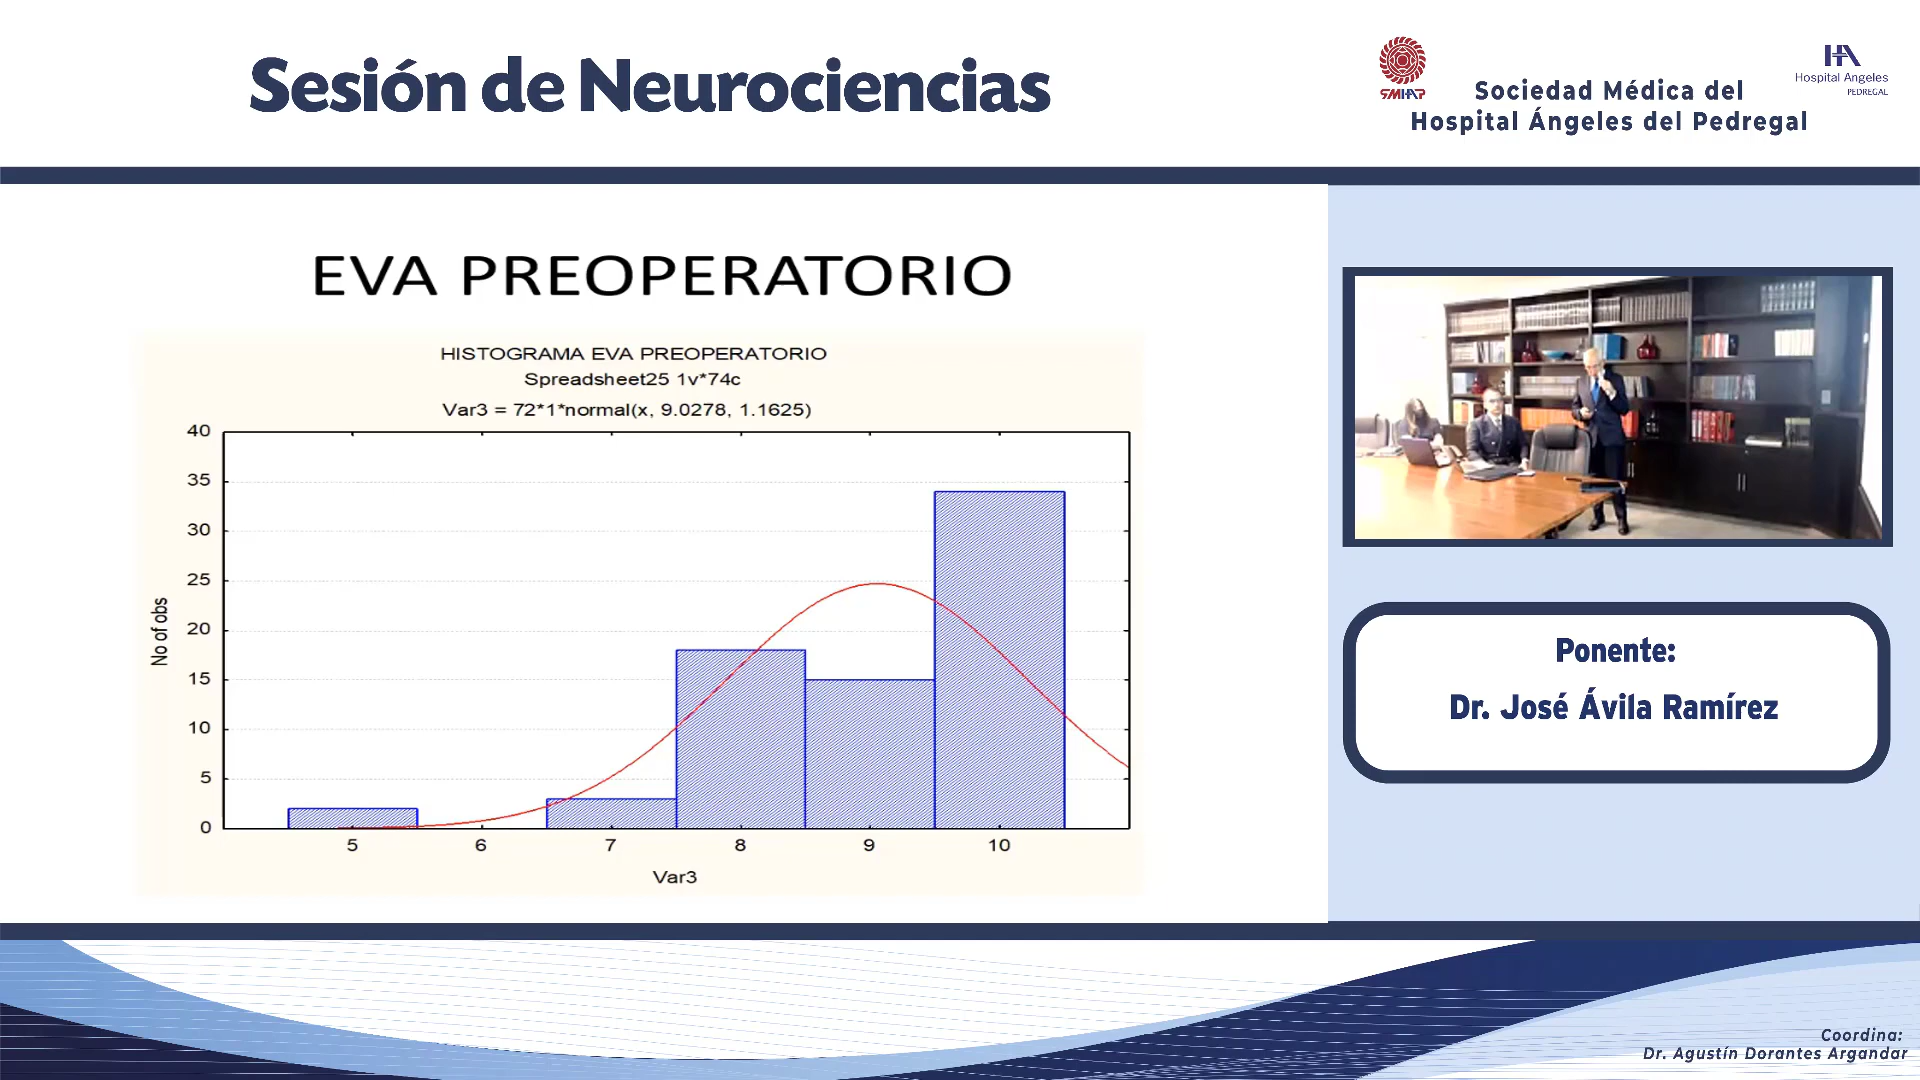 Sesión de Neurociencias
SMHAP
Sociedad Médica del
Hospital Ángeles del Pedregal
HA
Hospital Angeles
PEDREGAL
EVA PREOPERATORIO
HISTOGRAMA EVA PREOPERATORIO
Spreadsheet25 1v*74c
Var3 = 72*1*normal(x, 9.0278, 1.1625)
40
35
30
25
20
15
10
5
0
No of obs
5 6 7 8 9 10
Var3
Ponente:
Dr. José Ávila Ramírez
Coordina:
Dr. Agustín Dorantes Argandar